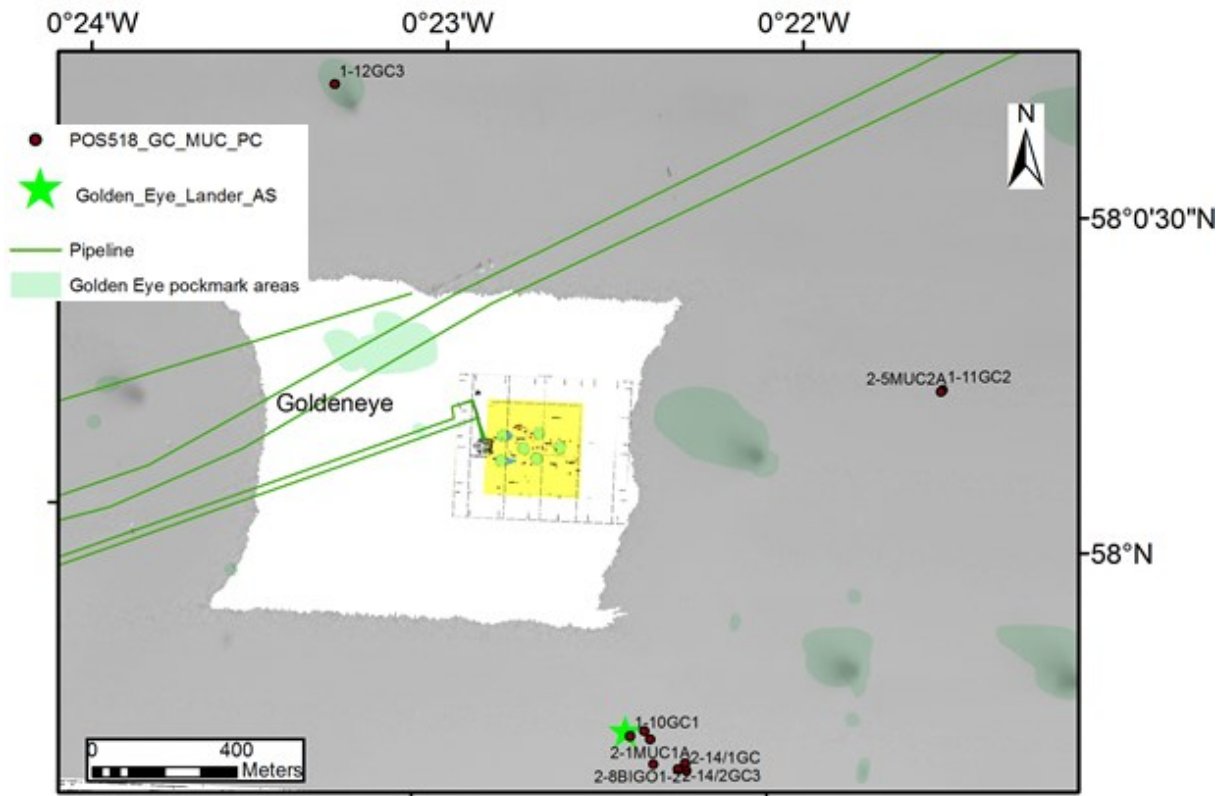 0°24'W 0°23'W 0°22'W
1-12GC3
POS518_GC_MUC_PC
N
Golden_Eye_Lander_AS
58°0'30"N
Pipeline
Golden Eye pockmark areas
2-5MUC2A 1-11GC2
Goldeneye
58°N
1-10GC1
2-1MUC1A 2-14/1GC
2-8BIGO1-2 2-14/2GC3
0 400
Meters